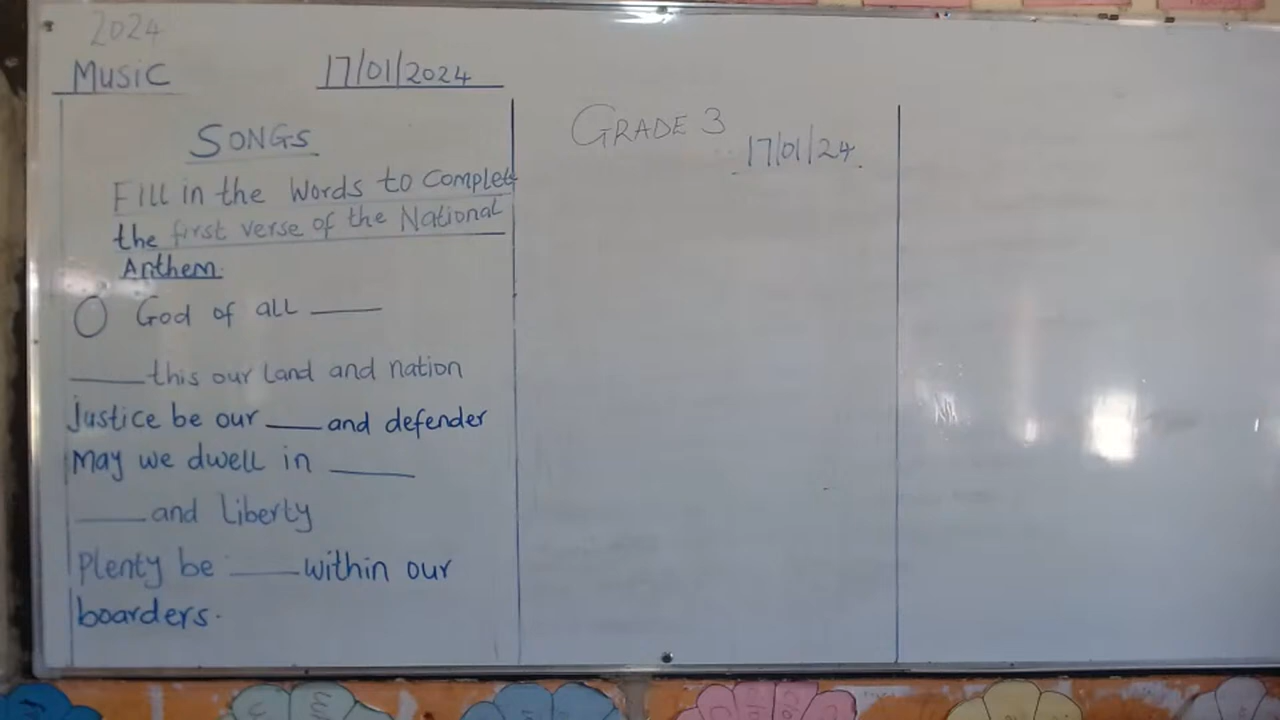 2024
Music 17/01/2024
SONGS
Fill in the words to Complete
the first verse of the National
Anthem.
O God of all ____
____ this our land and nation
Justice be our ____ and defender
May we dwell in ____
____ and liberty
Plenty be ____ within our
boarders.
GRADE 3
17/01/24.